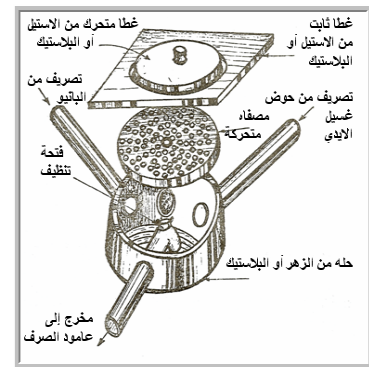 غطا ثابت
من الاستيل أو
البلاستيك
غطا متحرك من الاستيل
أو البلاستيك
تصريف من
البانيو
تصريف من حوض
غسيل
الايدي
مصفاه
متحركة
فتحة
تنظيف
حله من الزهر أو البلاستيك
مخرج إلى
عامود الصرف